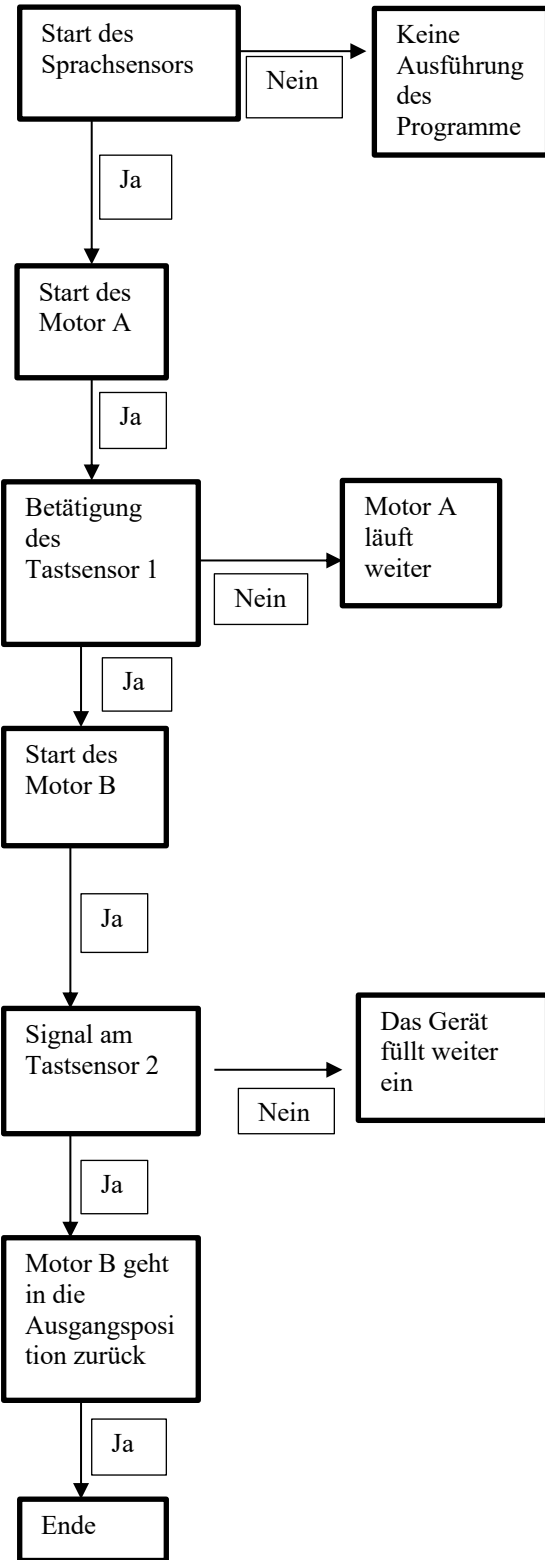 Start des
Sprachsensors
Nein
Keine
Ausführung
des
Programme
Ja
Start des
Motor A
Ja
Betätigung
des
Tastsensor 1
Nein
Motor A
läuft
weiter
Ja
Start des
Motor B
Ja
Signal am
Tastsensor 2
Nein
Das Gerät
füllt weiter
ein
Ja
Motor B geht
in die
Ausgangsposi
tion zurück
Ja
Ende